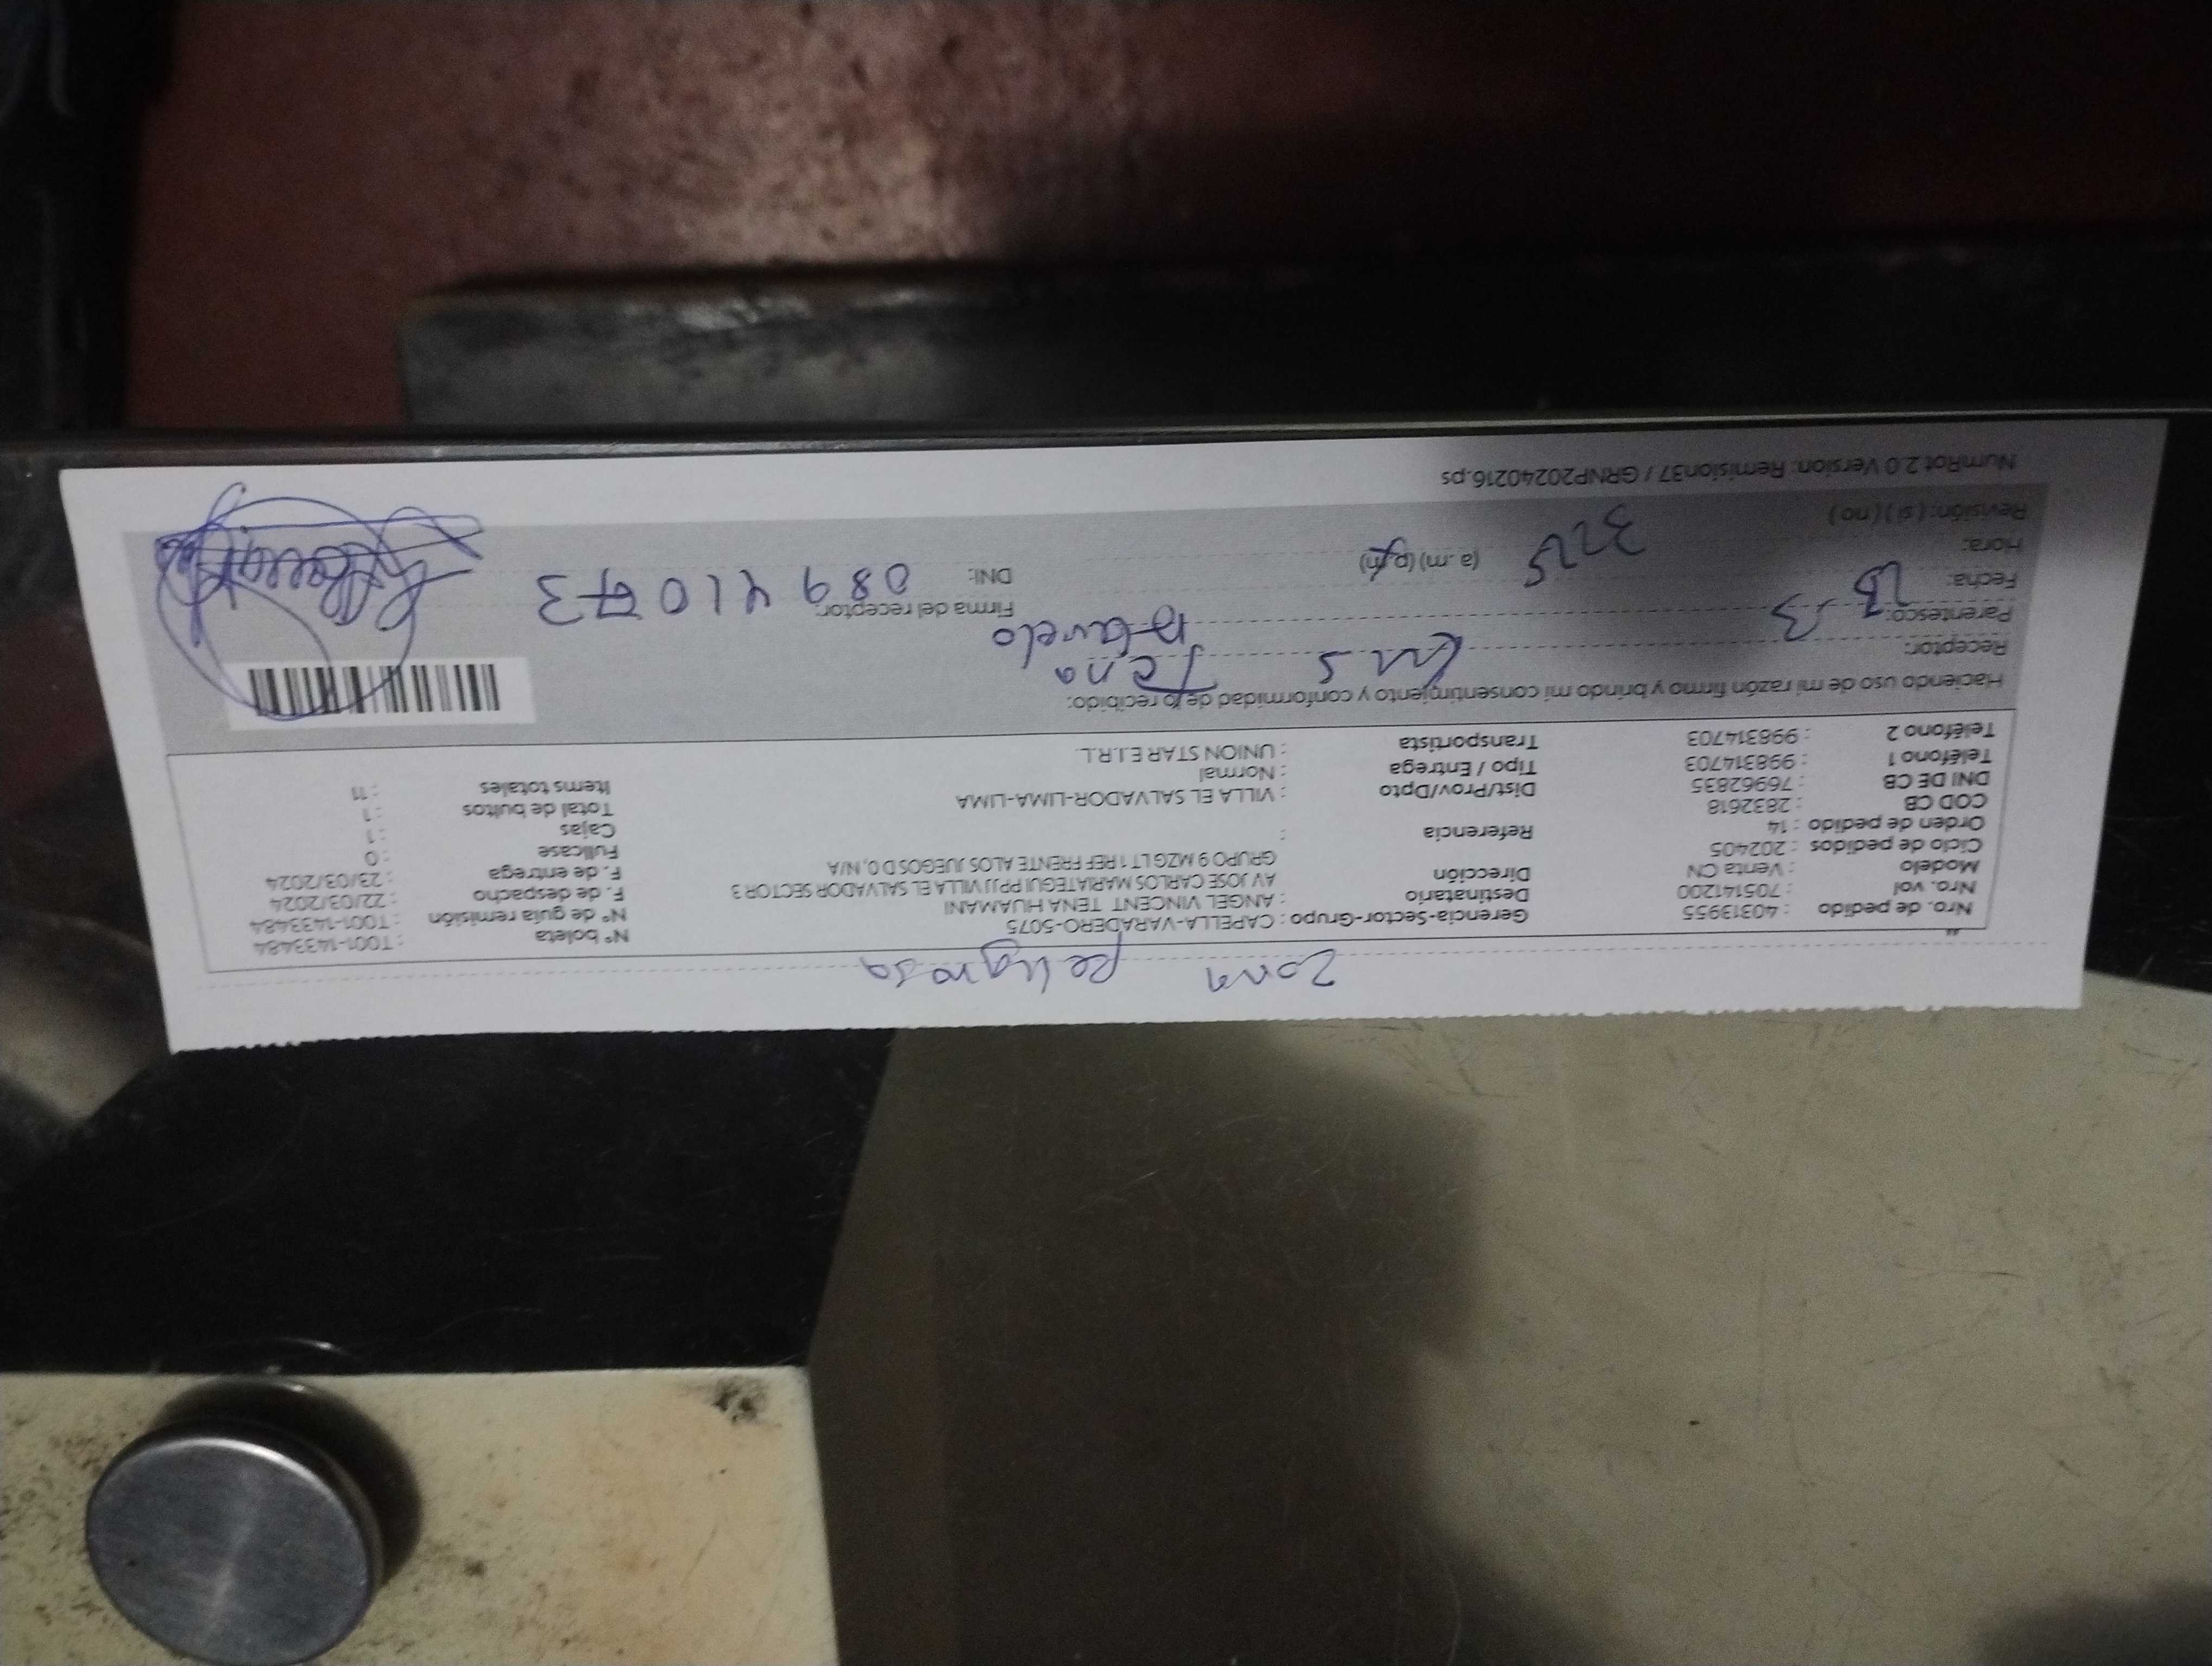 Zona peligrosa
Nro. de pedido : 40313955 Gerencia-Sector-Grupo : CAPELLA-VARADERO-5075 N° boleta : T001-1433484
Nro. vol : 705141200 Destinatario : ANGEL VINCENT TENA HUAMANI N° de guía remisión : T001-1433484
Modelo : Venta CN Dirección AV JOSE CARLOS MARIATEGUI PPJJ VILLA EL SALVADOR SECTOR 3 F. de despacho : 22/03/2024
Ciclo de pedidos : 202405 GRUPO 9 MZG LT 1 REF FRENTE ALOS JUEGOS D 0, N/A F. de entrega : 23/03/2024
Orden de pedido : 14 Referencia : Fullcase : 0
COD CB : 2832618 Cajas : 1
DNI DE CB : 76962835 Dist/Prov/Dpto : VILLA EL SALVADOR-LIMA-LIMA Total de bultos : 1
Teléfono 1 : 998314703 Tipo / Entrega : Normal Items totales : 11
Teléfono 2 : 998314703 Transportista : UNION STAR E.I.R.L.
Haciendo uso de mi razón firmo y brindo mi consentimiento y conformidad de lo recibido:
Receptor: Luis Tena
Parentesco: Abuelo Firma del receptor:
Fecha: 23 3 DNI: 08941073
Hora: 325 (a .m) (p.m)
Revisión: ( si ) ( no )
NumRot 2.0 Version: Remision37 / GRNP20240216.ps